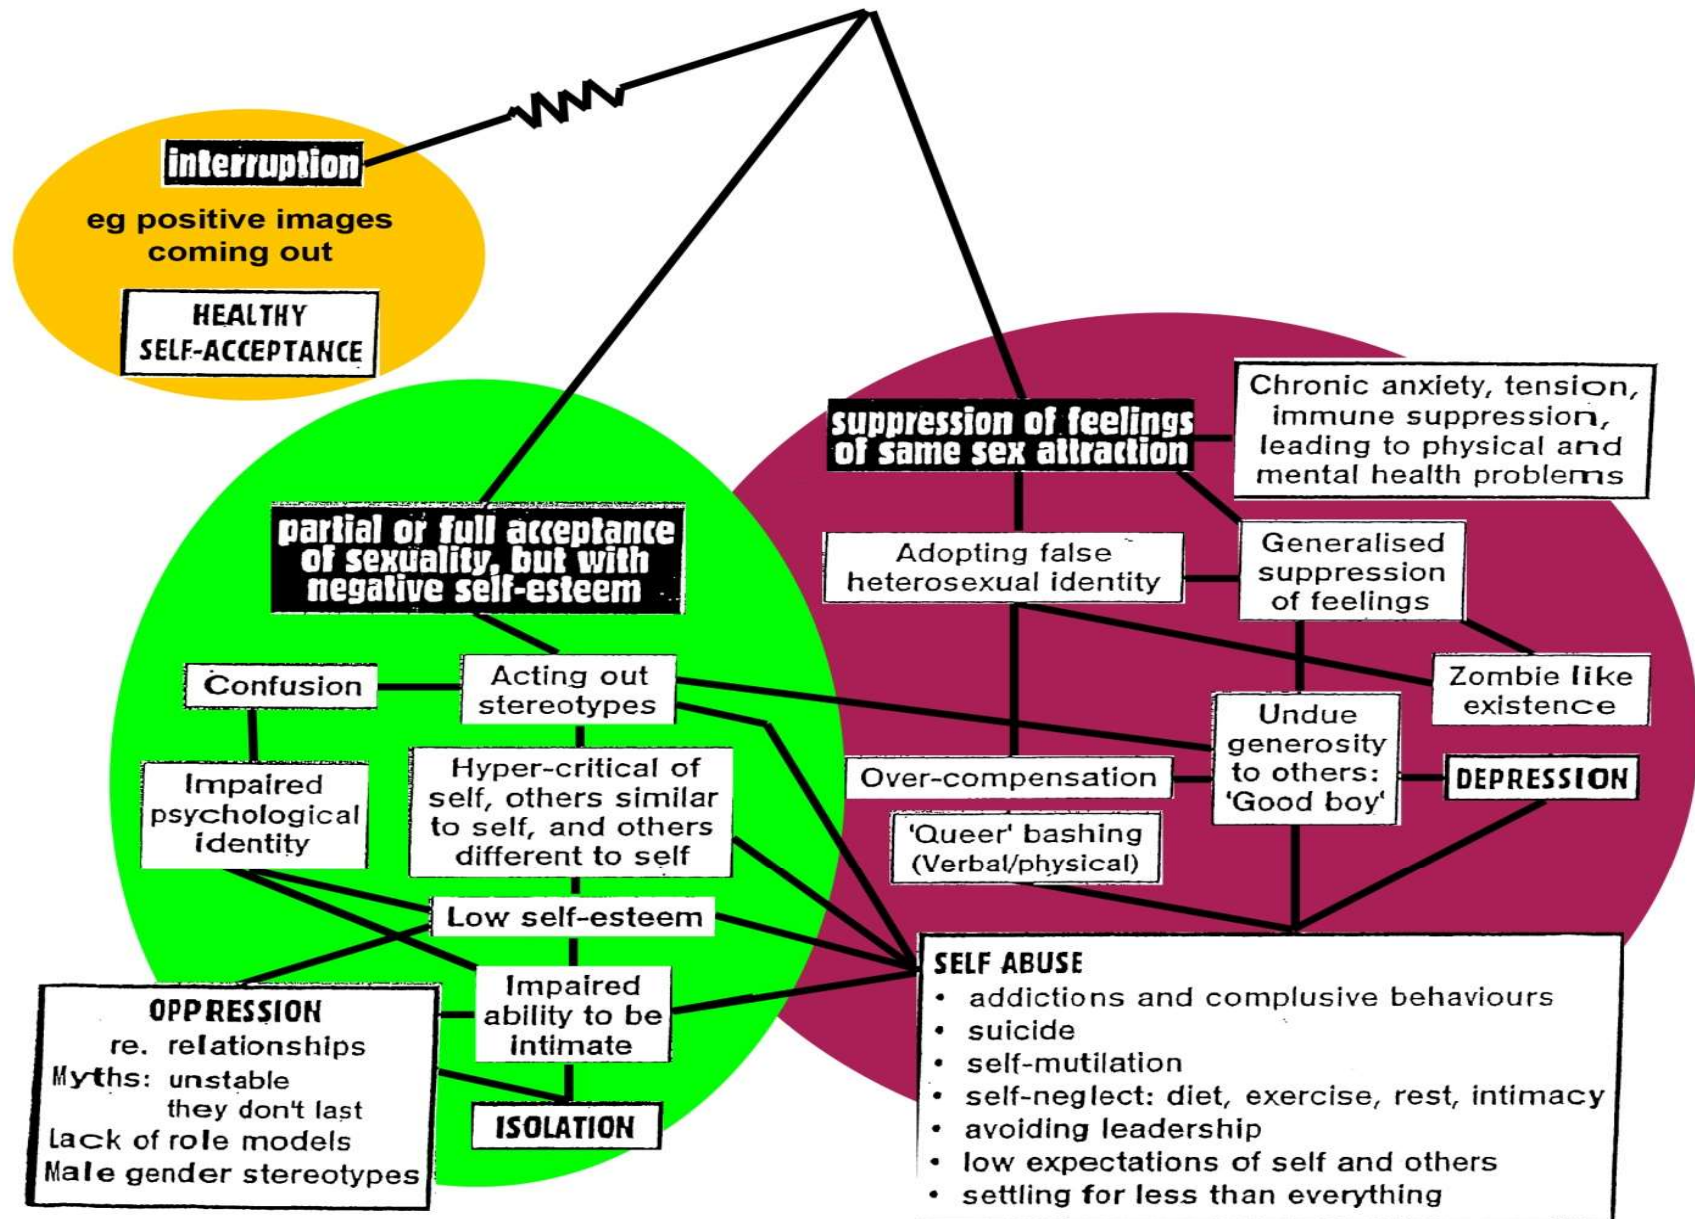 interruption
eg positive images
coming out
HEALTHY
SELF-ACCEPTANCE
partial or full acceptance
of sexuality, but with
negative self-esteem
Confusion
Acting out
stereotypes
Impaired
psychological
identity
Hyper-critical of
self, others similar
to self, and others
different to self
Low self-esteem
Impaired
ability to be
intimate
OPPRESSION
re. relationships
Myths: unstable
they don't last
Lack of role models
Male gender stereotypes
ISOLATION
suppression of feelings
of same sex attraction
Chronic anxiety, tension,
immune suppression,
leading to physical and
mental health problems
Adopting false
heterosexual identity
Generalised
suppression
of feelings
Zombie like
existence
Undue
generosity
to others:
'Good boy'
Over-compensation
DEPRESSION
'Queer' bashing
(Verbal/physical)
SELF ABUSE
• addictions and complusive behaviours
• suicide
• self-mutilation
• self-neglect: diet, exercise, rest, intimacy
• avoiding leadership
• low expectations of self and others
• settling for less than everything